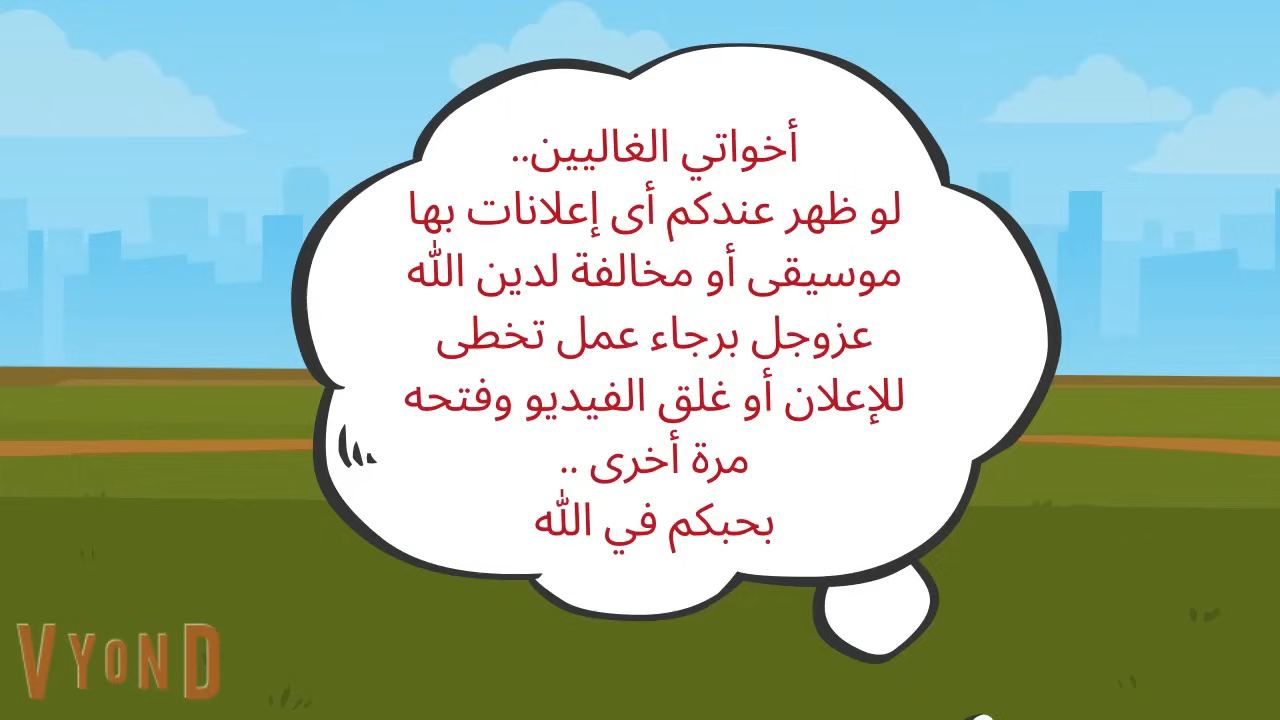 أخواتي الغاليين..
لو ظهر عندكم أى إعلانات بها
موسيقى أو مخالفة لدين الله
عزوجل برجاء عمل تخطى
للإعلان أو غلق الفيديو وفتحه
مرة أخرى ..
بحبكم في الله
VYOND